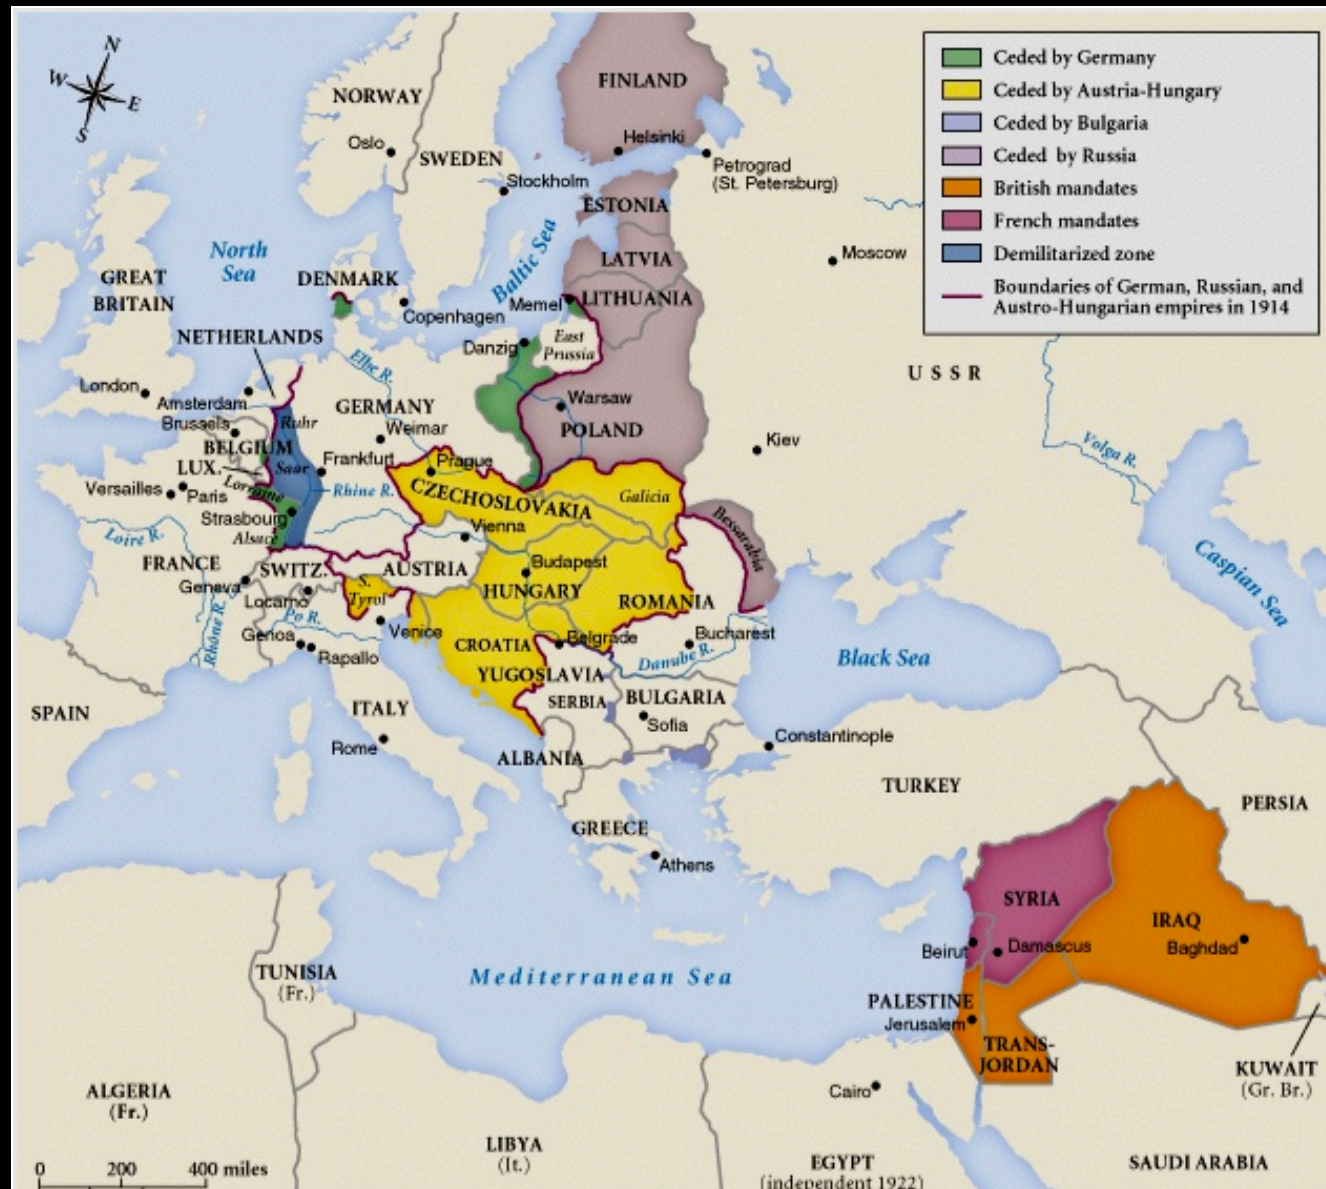 N
W
E
S
Ceded by Germany
Ceded by Austria-Hungary
Ceded by Bulgaria
Ceded by Russia
British mandates
French mandates
Demilitarized zone
Boundaries of German, Russian, and
Austro-Hungarian empires in 1914
FINLAND
NORWAY
Oslo
SWEDEN
Helsinki
Petrograd
(St. Petersburg)
Stockholm
ESTONIA
Baltic Sea
North
Sea
LATVIA
Moscow
GREAT
BRITAIN
DENMARK
Memel
LITHUANIA
Copenhagen
NETHERLANDS
Danzig
East
Prussia
Elbe R.
USSR
London
Amsterdam
GERMANY
Warsaw
Brussels
Ruhr
Weimar
POLAND
Kiev
Volga R.
BELGIUM
LUX.
Saar
Frankfurt
Prague
Versailles
Paris
Lorraine
Rhine R.
CZECHOSLOVAKIA
Galicia
Strasbourg
Alsace
Vienna
Bessarabia
Loire R.
FRANCE
SWITZ.
AUSTRIA
Budapest
HUNGARY
Caspian Sea
Geneva
Locarno
S.
Tyrol
ROMANIA
Rhône R.
Po R.
Genoa
Rapallo
Venice
CROATIA
Belgrade
Bucharest
Danube R.
Black Sea
YUGOSLAVIA
SPAIN
ITALY
SERBIA
BULGARIA
Sofia
Rome
ALBANIA
Constantinople
TURKEY
PERSIA
GREECE
Athens
SYRIA
IRAQ
Beirut
Damascus
Baghdad
TUNISIA
(Fr.)
Mediterranean Sea
PALESTINE
Jerusalem
TRANS-
JORDAN
KUWAIT
(Gr. Br.)
ALGERIA
(Fr.)
Cairo
LIBYA
(It.)
EGYPT
(independent 1922)
SAUDI ARABIA
0 200 400 miles